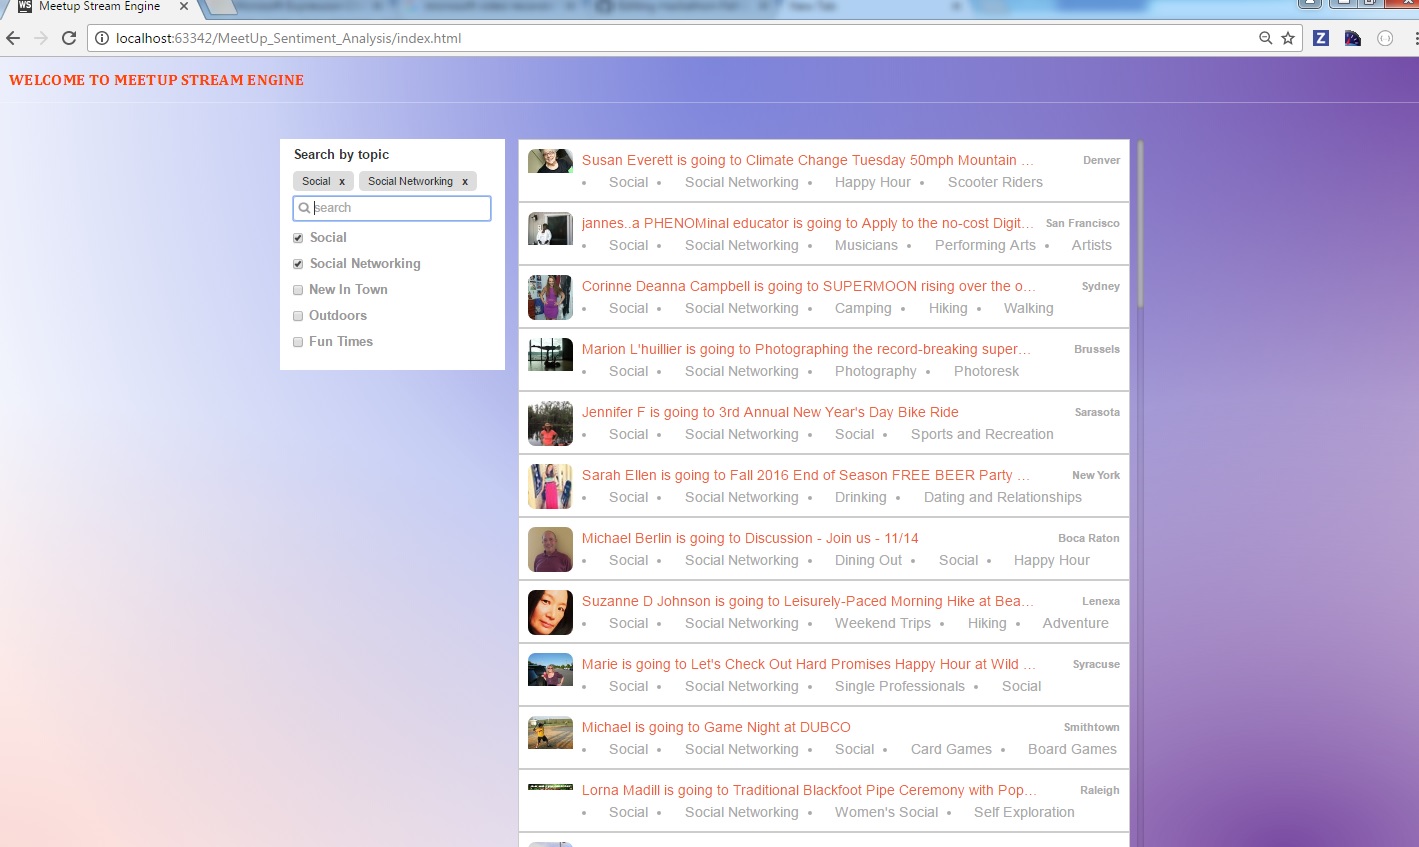 WS Meetup Stream Engine
localhost:63342/MeetUp_Sentiment_Analysis/index.html
WELCOME TO MEETUP STREAM ENGINE
Search by topic
Social x Social Networking x
search
Social
Social Networking
New In Town
Outdoors
Fun Times
Susan Everett is going to Climate Change Tuesday 50mph Mountain ... Denver
• Social • Social Networking • Happy Hour • Scooter Riders
jannes..a PHENOMinal educator is going to Apply to the no-cost Digit... San Francisco
• Social • Social Networking • Musicians • Performing Arts • Artists
Corinne Deanna Campbell is going to SUPERMOON rising over the o... Sydney
• Social • Social Networking • Camping • Hiking • Walking
Marion L'huillier is going to Photographing the record-breaking super... Brussels
• Social • Social Networking • Photography • Photoresk
Jennifer F is going to 3rd Annual New Year's Day Bike Ride Sarasota
• Social • Social Networking • Social • Sports and Recreation
Sarah Ellen is going to Fall 2016 End of Season FREE BEER Party ... New York
• Social • Social Networking • Drinking • Dating and Relationships
Michael Berlin is going to Discussion - Join us - 11/14 Boca Raton
• Social • Social Networking • Dining Out • Social • Happy Hour
Suzanne D Johnson is going to Leisurely-Paced Morning Hike at Bea... Lenexa
• Social • Social Networking • Weekend Trips • Hiking • Adventure
Marie is going to Let's Check Out Hard Promises Happy Hour at Wild ... Syracuse
• Social • Social Networking • Single Professionals • Social
Michael is going to Game Night at DUBCO Smithtown
• Social • Social Networking • Social • Card Games • Board Games
Lorna Madill is going to Traditional Blackfoot Pipe Ceremony with Pop... Raleigh
• Social • Social Networking • Women's Social • Self Exploration